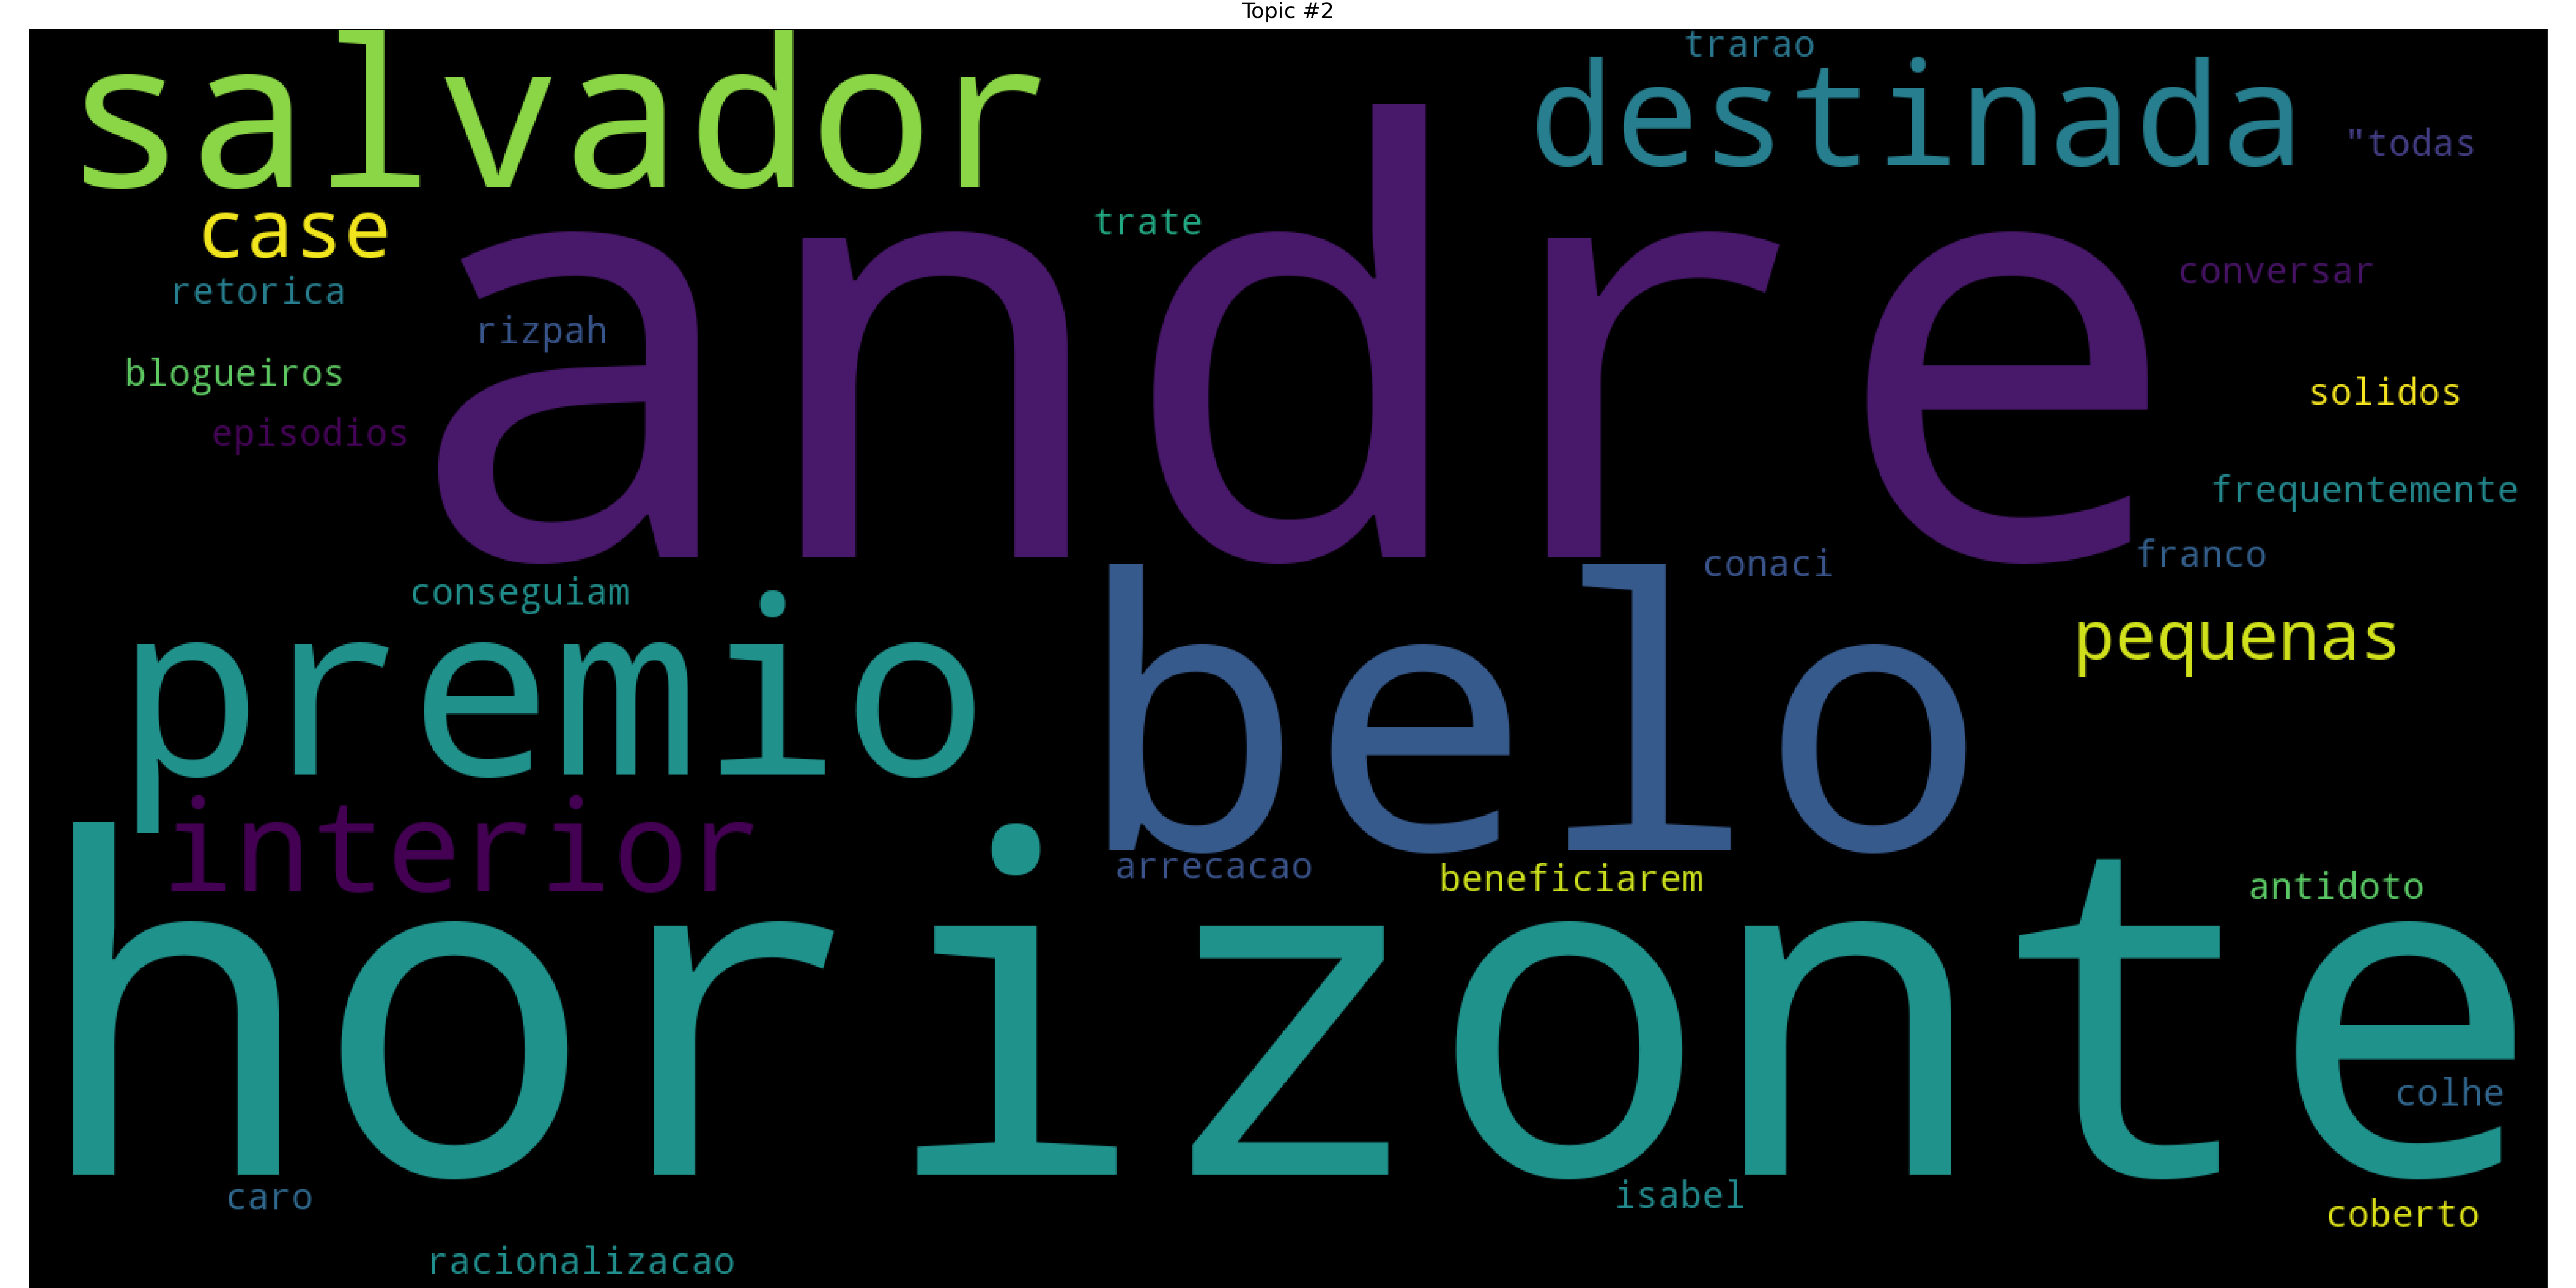 Topic #2
salvador
trarao
destinada
"todas
case
trate
andre
conversar
retorica
rizpah
blogueiros
solidos
episodios
frequentemente
conaci
franco
conseguiam
premio
belo
pequenas
interior
arrecacao
beneficiarem
antidoto
horizonte
colhe
caro
isabel
coberto
racionalizacao